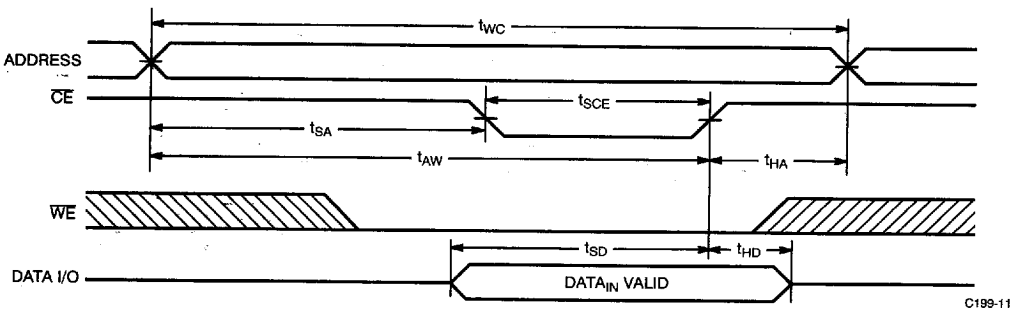 tWC
ADDRESS
CE
tSCE
tSA
tAW
tHA
WE
tSD
tHD
DATA I/O
DATAIN VALID
C199-11